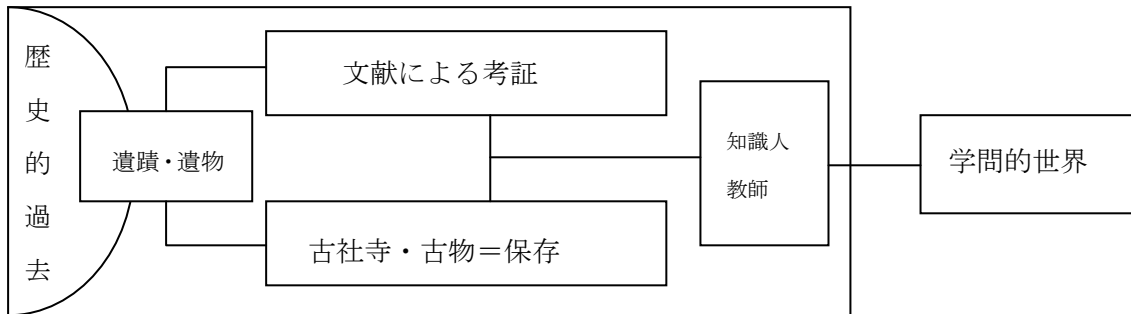 歴史的過去
遺蹟・遺物
文献による考証
古社寺・古物＝保存
知識人
教師
学問的世界